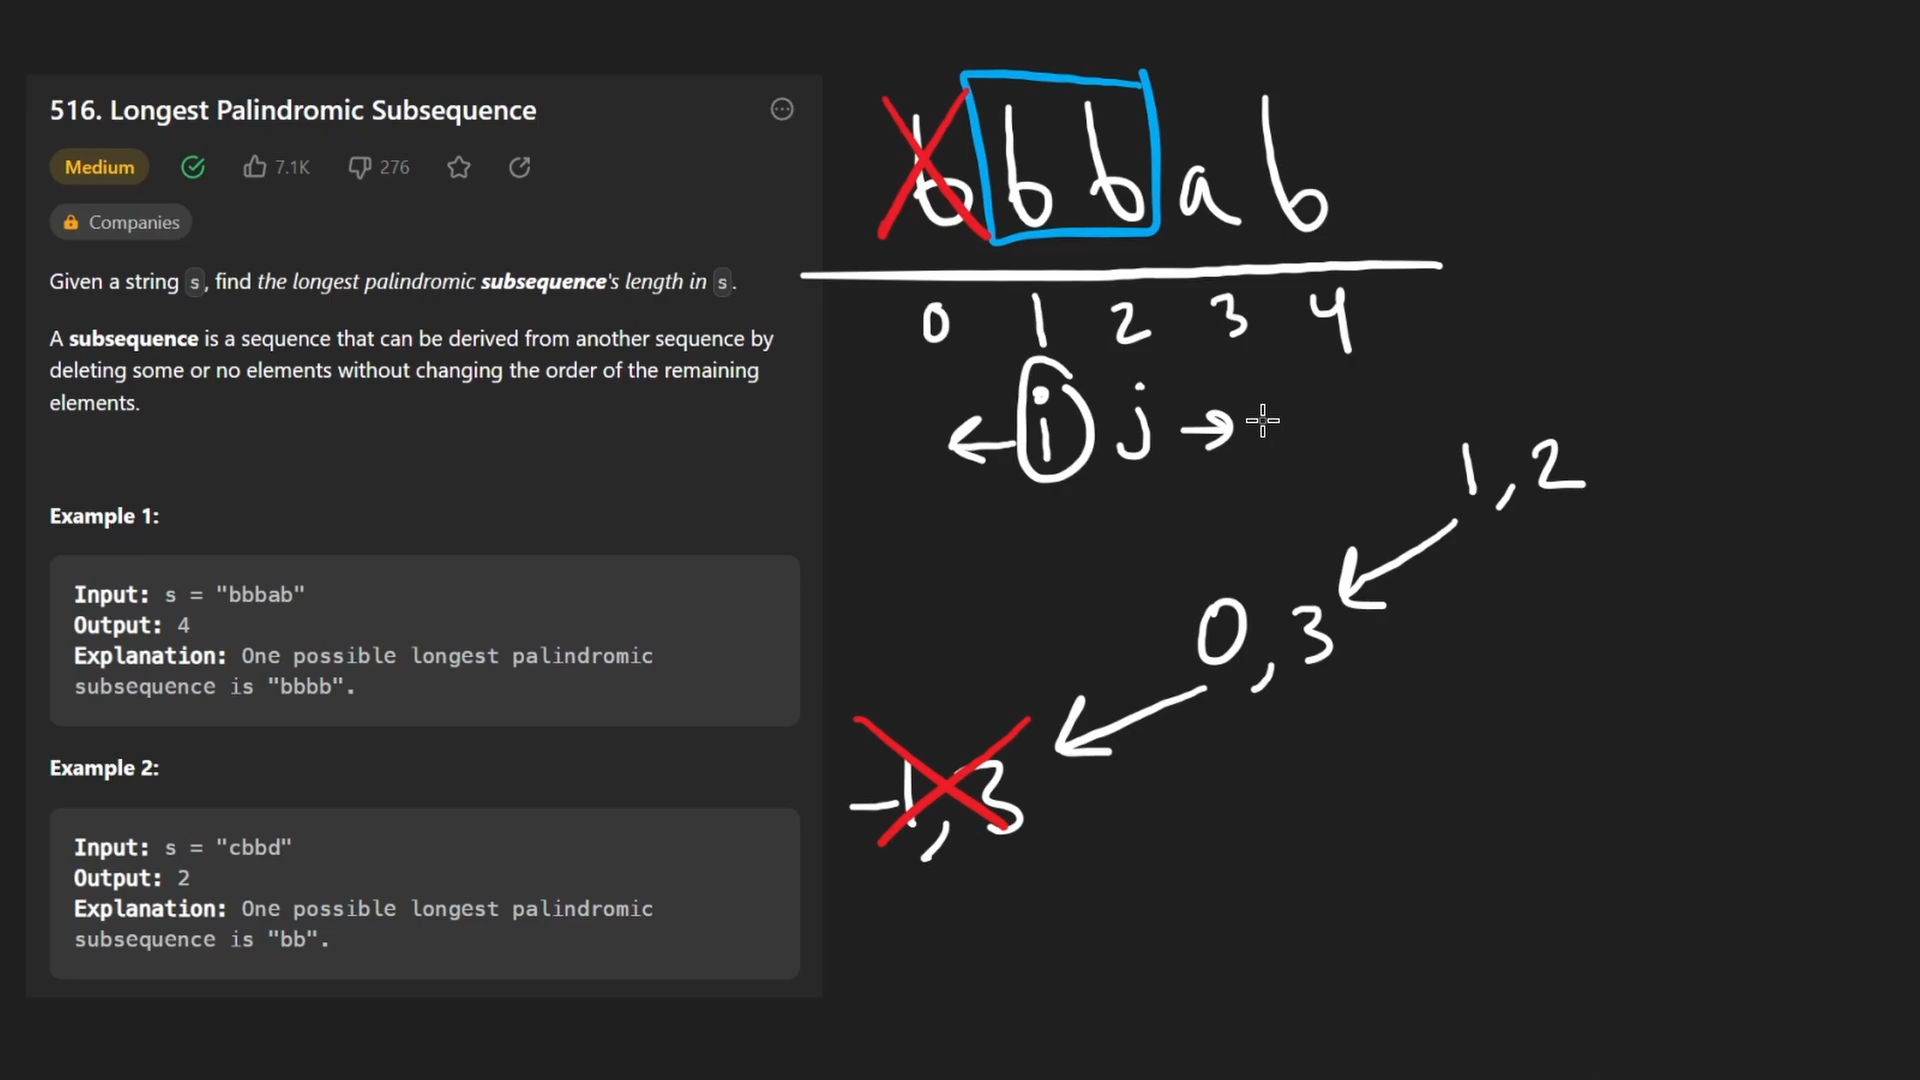 516. Longest Palindromic Subsequence
Medium 7.1K 276
Companies
Given a string s, find the longest palindromic subsequence's length in s.
A subsequence is a sequence that can be derived from another sequence by
deleting some or no elements without changing the order of the remaining
elements.
Example 1:
Input: s = "bbbab"
Output: 4
Explanation: One possible longest palindromic
subsequence is "bbbb".
Example 2:
Input: s = "cbbd"
Output: 2
Explanation: One possible longest palindromic
subsequence is "bb".
b b b a b
0 1 2 3 4
i j
1, 2
0, 3
-1, 3